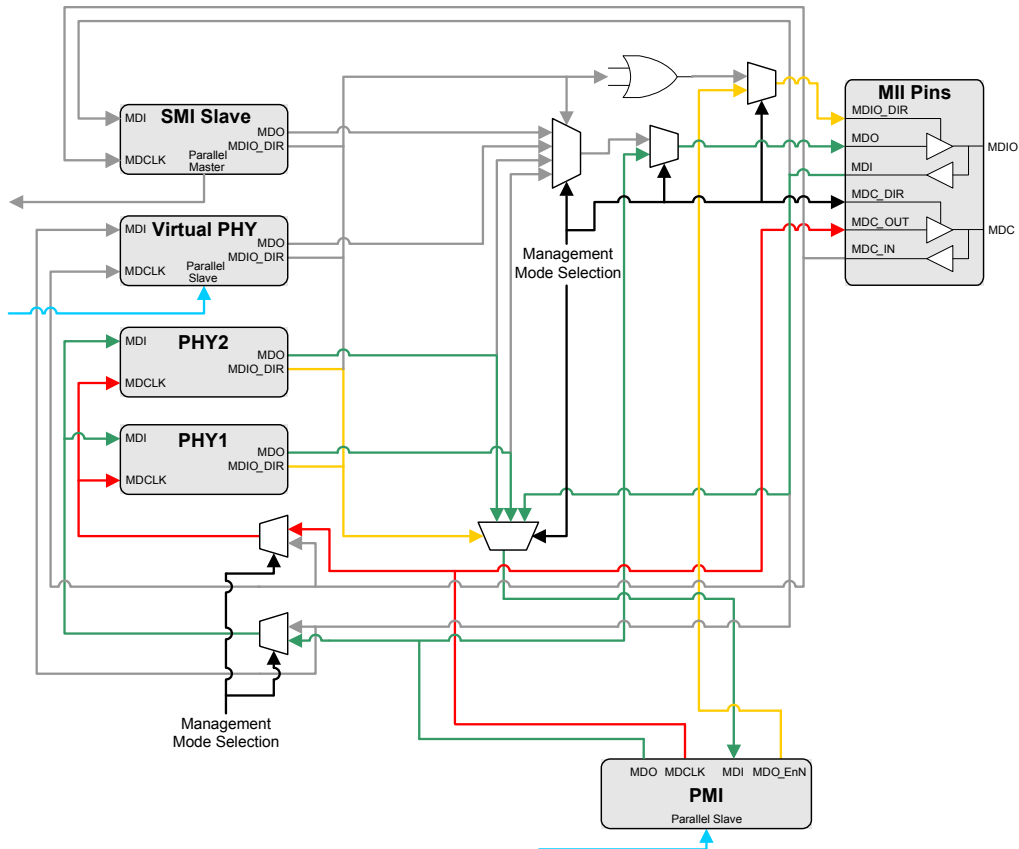 SMI Slave
MDI
MDO
MDIO_DIR
MDCLK
Parallel
Master
Virtual PHY
MDI
MDO
MDIO_DIR
MDCLK
Parallel
Slave
PHY2
MDI
MDO
MDIO_DIR
MDCLK
PHY1
MDI
MDO
MDIO_DIR
MDCLK
Management
Mode Selection
MII Pins
MDIO_DIR
MDO
MDIO
MDI
MDC_DIR
MDC_OUT
MDC
MDC_IN
Management
Mode Selection
MDO MDCLK MDI MDO_EnN
PMI
Parallel Slave